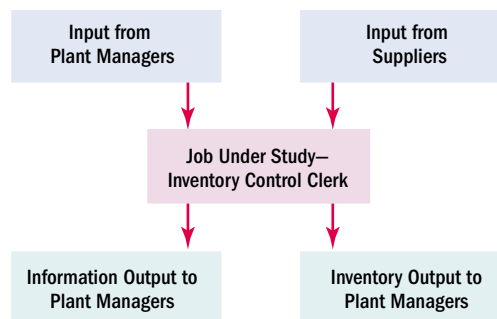 Input from
Plant Managers
Input from
Suppliers
Job Under Study—
Inventory Control Clerk
Information Output to
Plant Managers
Inventory Output to
Plant Managers